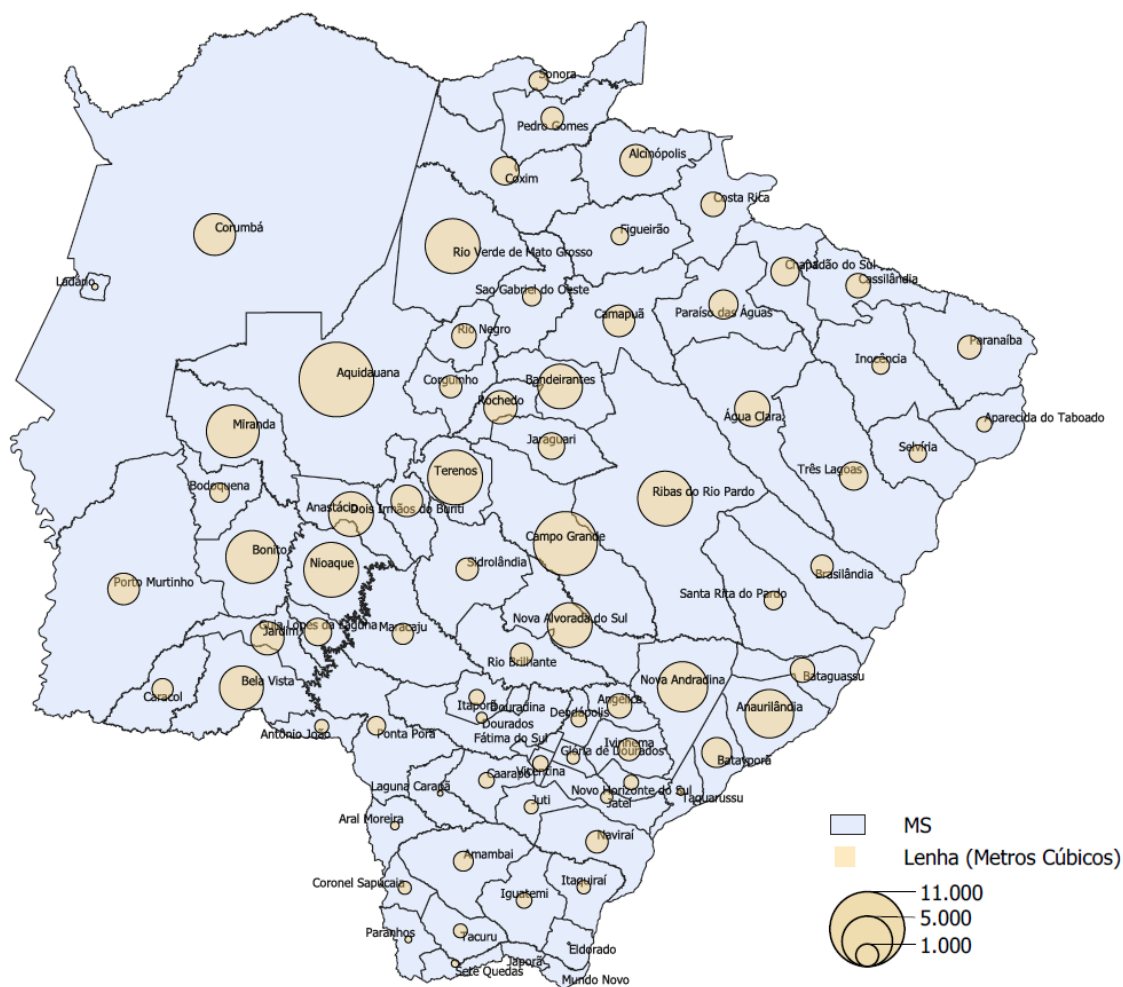 Sonora
Pedro Gomes
Alcinópolis
Coxim
Costa Rica
Corumbá
Figueirão
Rio Verde de Mato Grosso
Chapadão do Sul
Cassilândia
Ladário
Sao Gabriel do Oeste
Paraíso das Águas
Camapuã
Rio Negro
Paranaíba
Inocência
Aquidauana
Corguinho
Bandeirantes
Rochedo
Água Clara
Aparecida do Taboado
Miranda
Jaraguari
Selvíria
Terenos
Três Lagoas
Bodoquena
Ribas do Rio Pardo
Anastácio
Dois Irmãos do Buriti
Campo Grande
Bonito
Nioaque
Sidrolândia
Brasilândia
Porto Murtinho
Santa Rita do Pardo
Nova Alvorada do Sul
Guia Lopes da Laguna
Jardim
Maracaju
Rio Brilhante
Bela Vista
Nova Andradina
Bataguassu
Caracol
Angélica
Itaporã
Douradina
Deodápolis
Anaurilândia
Dourados
Antônio João
Ponta Porã
Fátima do Sul
Ivinhema
Glória de Dourados
Batayporã
Vicentina
Caarapó
Laguna Carapã
Novo Horizonte do Sul
Taquarussu
Juti
Jateí
Aral Moreira
MS
Naviraí
Amambai
Lenha (Metros Cúbicos)
Coronel Sapucaia
Itaquiraí
Iguatemi
11.000
5.000
1.000
Paranhos
Tacuru
Eldorado
Japorã
Sete Quedas
Mundo Novo